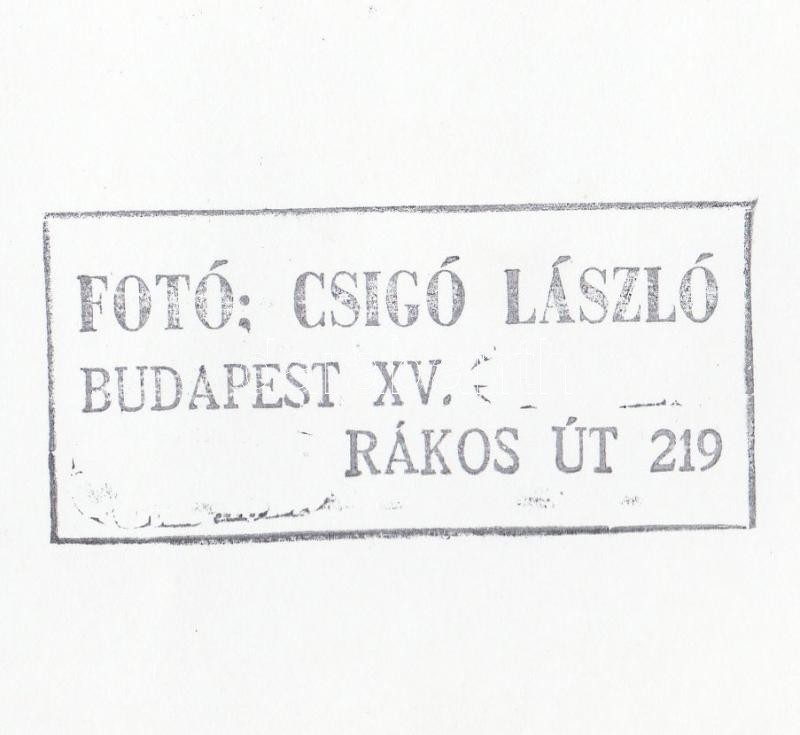 FOTÓ: CSIGÓ LÁSZLÓ
BUDAPEST XV.
RÁKOS ÚT 219